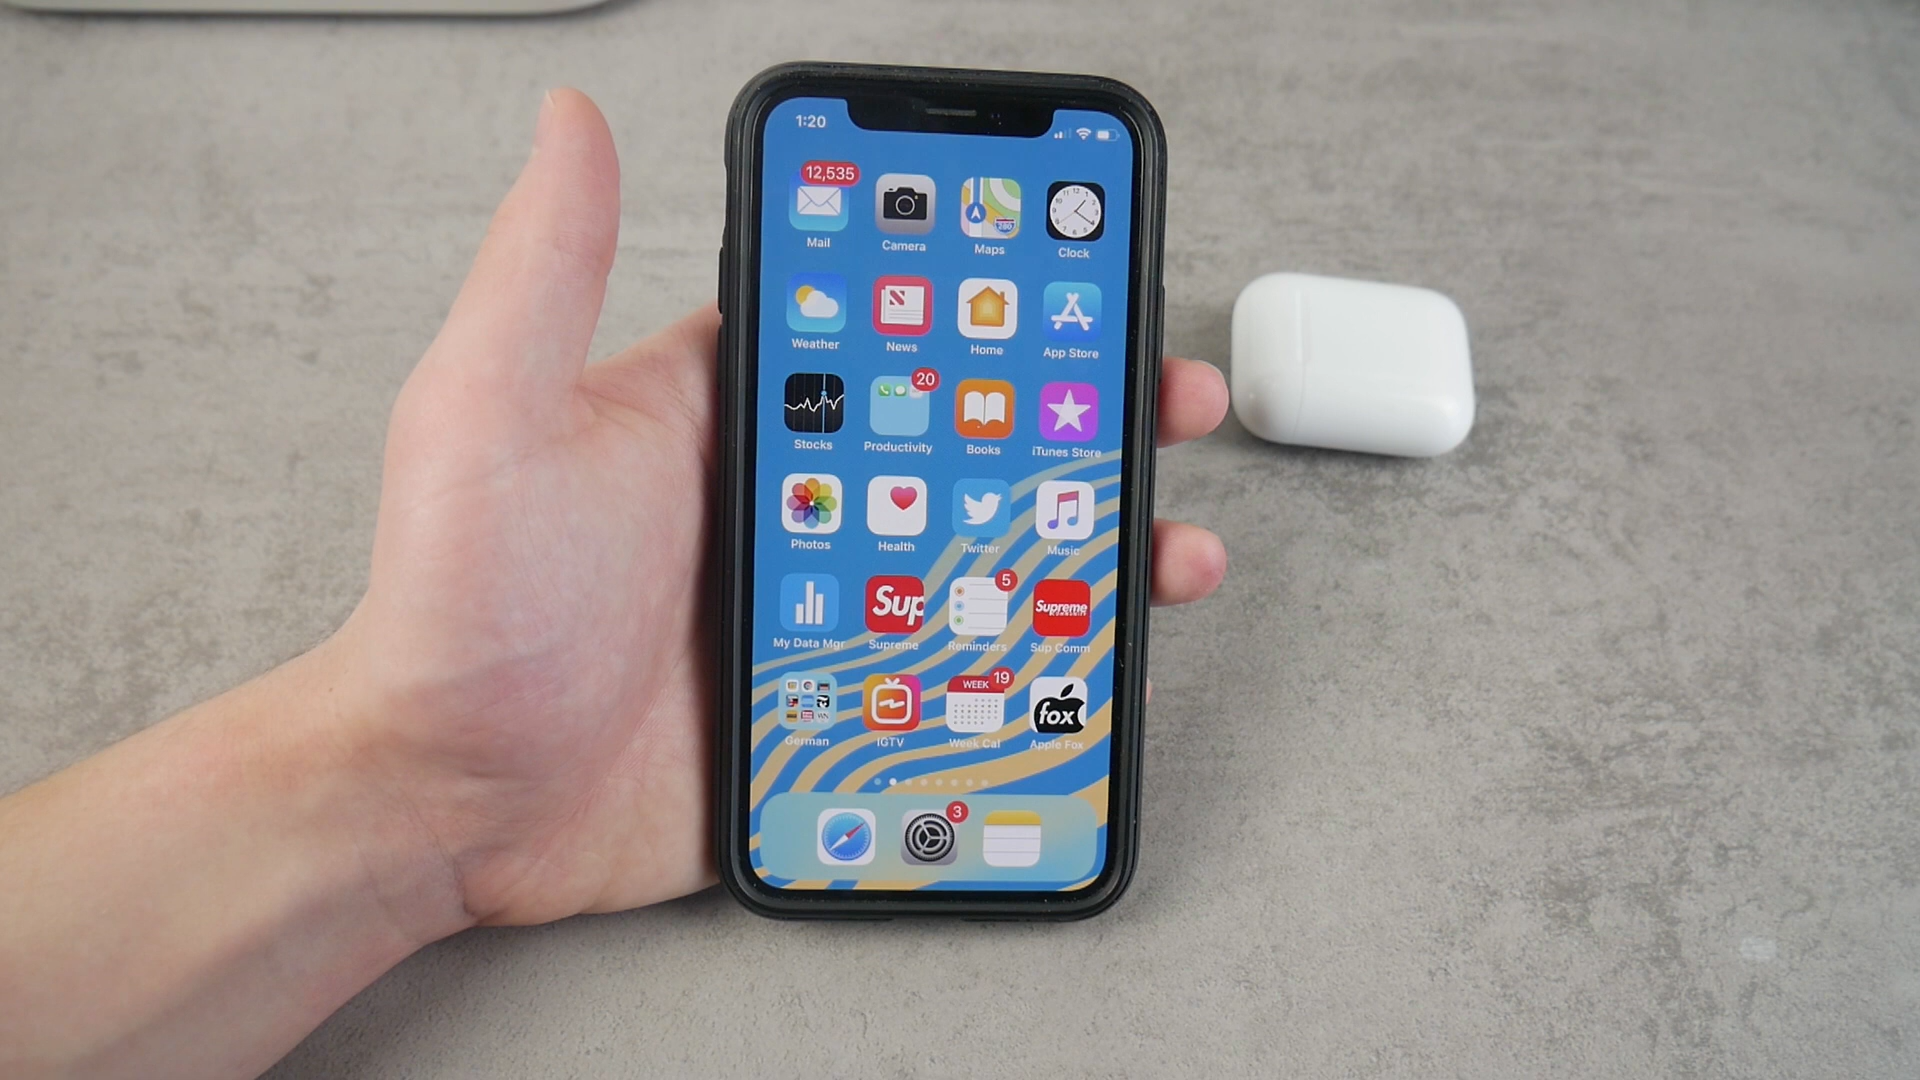 1:20
12,535
Mail
Camera
280
Maps
Clock
Weather
News
Home
App Store
20
Stocks
Productivity
Books
iTunes Store
Photos
Health
Twitter
Music
Sup
5
Supreme
My Data Mgr
Supreme
Reminders
Sup Comm
WEEK
19
fox
German
IGTV
Week Cal
Apple Fox
3